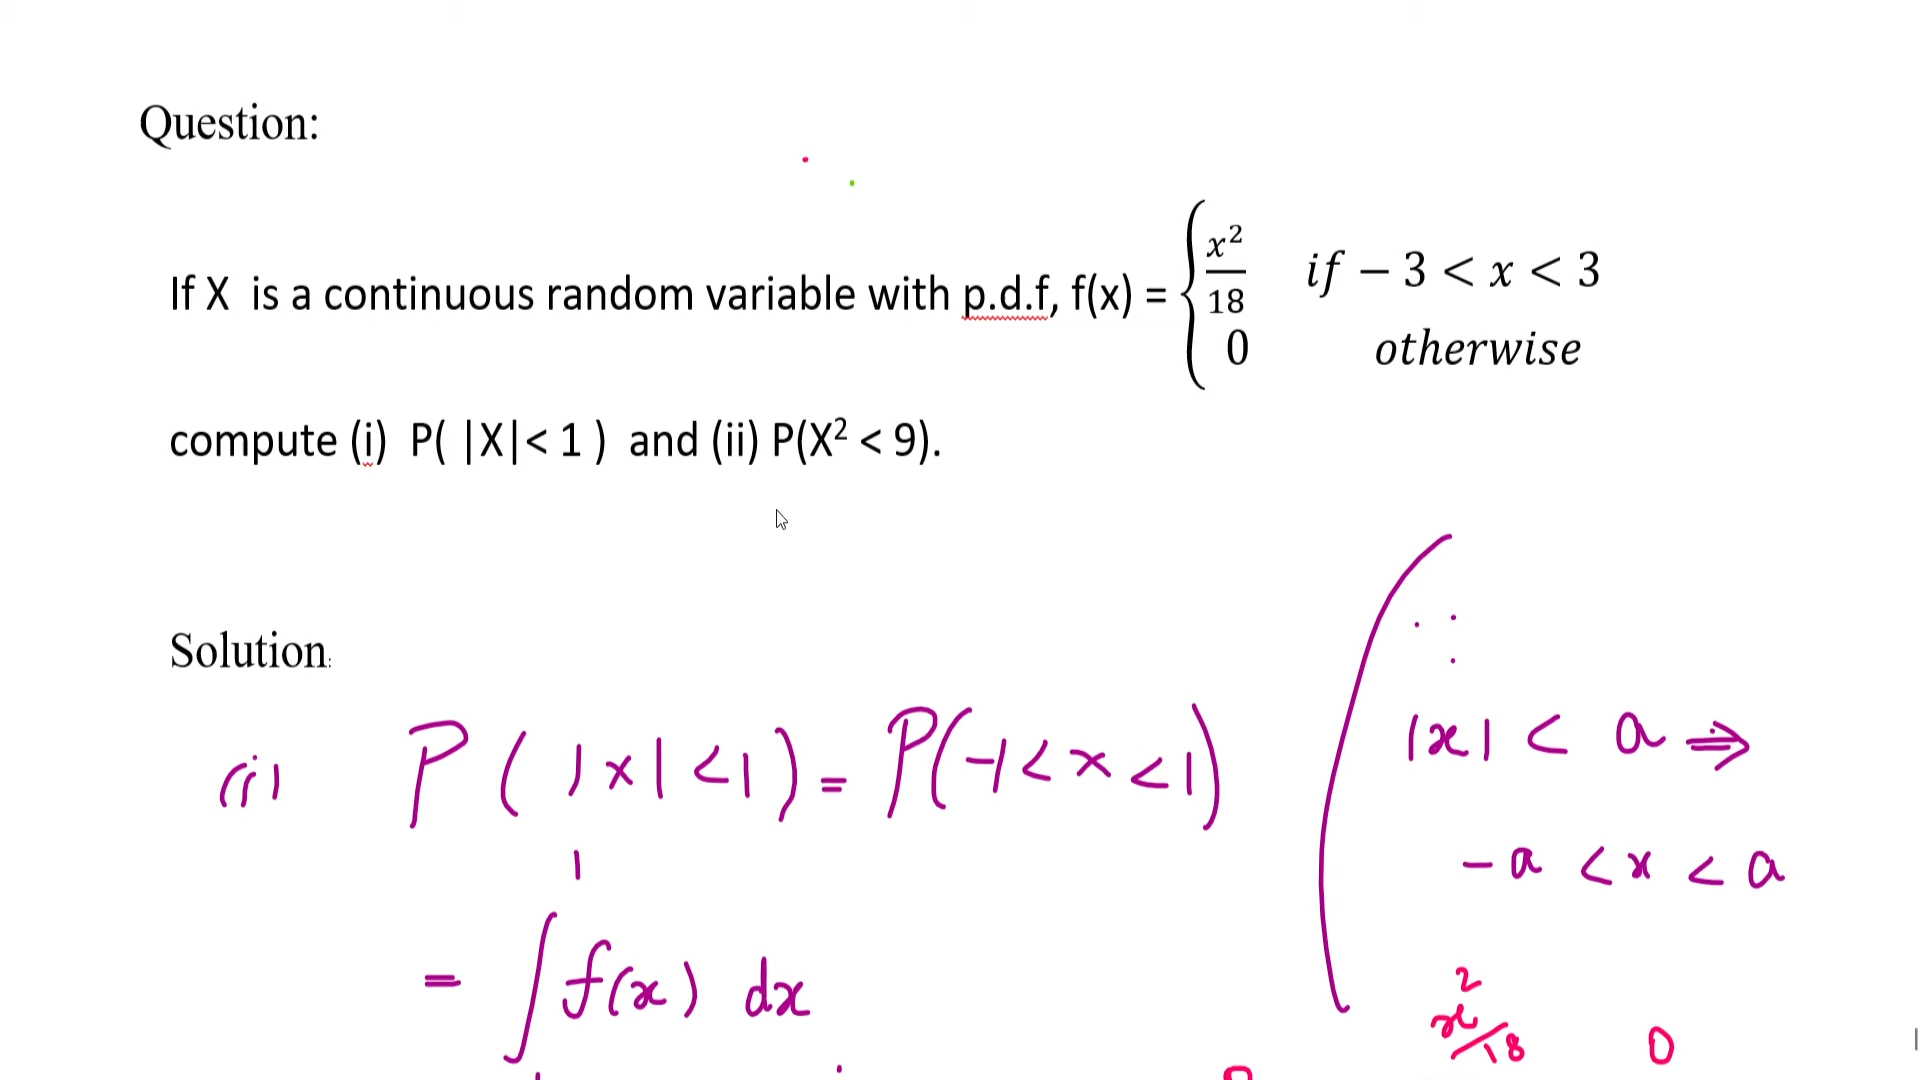 Question:
If X is a continuous random variable with p.d.f, f(x) = { x²/18 if − 3 < x < 3
0 otherwise
compute (i) P( |X|< 1 ) and (ii) P(X² < 9).
Solution:
(i) P ( |x| < 1 ) = P(-1 < x < 1)
|x| < a ⇒
- a < x < a
1
= ∫ f(x) dx
x²/18 0